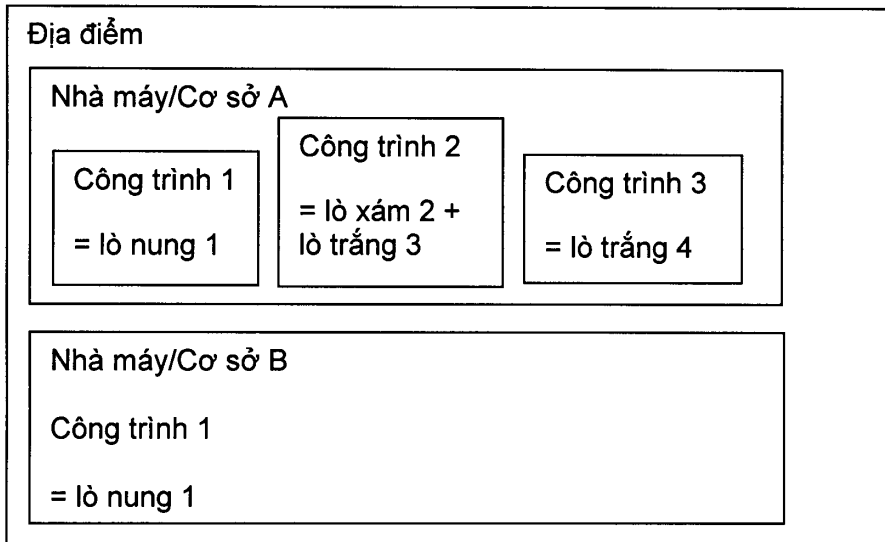 Địa điểm
Nhà máy/Cơ sở A
Công trình 1
= lò nung 1
Công trình 2
= lò xám 2 +
lò trắng 3
Công trình 3
= lò trắng 4
Nhà máy/Cơ sở B
Công trình 1
= lò nung 1